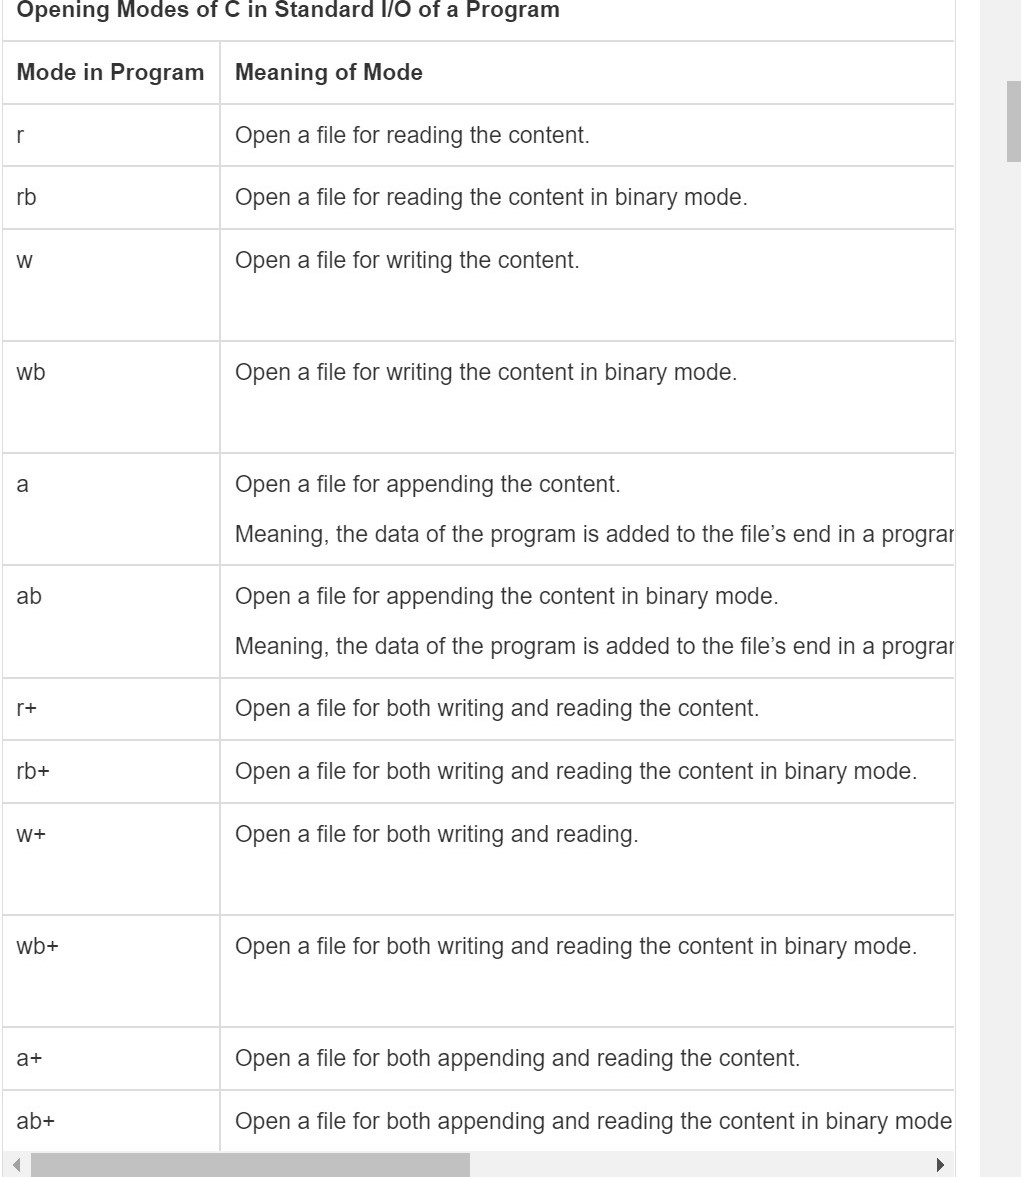 Opening Modes of C in Standard I/O of a Program
Mode in Program Meaning of Mode
r Open a file for reading the content.
rb Open a file for reading the content in binary mode.
w Open a file for writing the content.
wb Open a file for writing the content in binary mode.
a Open a file for appending the content.
Meaning, the data of the program is added to the file’s end in a
ab Open a file for appending the content in binary mode.
Meaning, the data of the program is added to the file’s end in a
r+ Open a file for both writing and reading the content.
rb+ Open a file for both writing and reading the content in binary mode.
w+ Open a file for both writing and reading.
wb+ Open a file for both writing and reading the content in binary mode.
a+ Open a file for both appending and reading the content.
ab+ Open a file for both appending and reading the content in binary mode